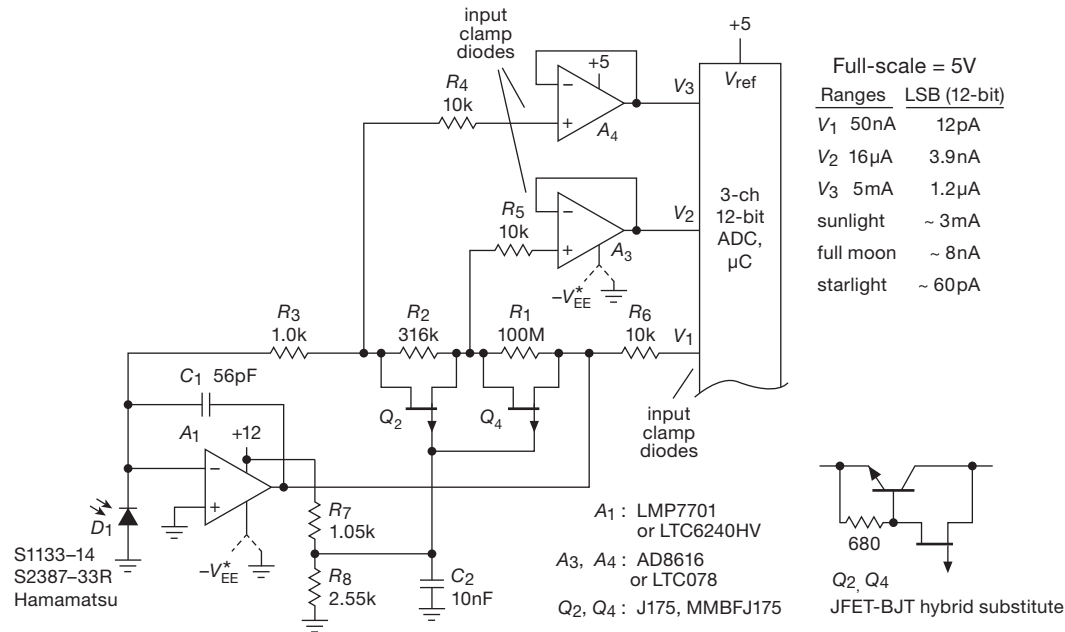 input
clamp
diodes
+5
+5
V3
Vref
Full-scale = 5V
Ranges LSB (12-bit)
V1 50nA 12pA
V2 16μA 3.9nA
V3 5mA 1.2μA
sunlight ~ 3mA
full moon ~ 8nA
starlight ~ 60pA
R4
10k
−
+
A4
3-ch
12-bit
ADC,
μC
R5
10k
−
+
A3
V2
–VEE*
R3
1.0k
R2
316k
R1
100M
R6
10k
V1
C1 56pF
Q2
Q4
input
clamp
diodes
A1
+12
−
+
D1
R7
1.05k
–VEE*
R8
2.55k
C2
10nF
S1133–14
S2387–33R
Hamamatsu
A1 : LMP7701
or LTC6240HV
A3, A4 : AD8616
or LTC078
Q2, Q4 : J175, MMBFJ175
680
Q2, Q4
JFET-BJT hybrid substitute